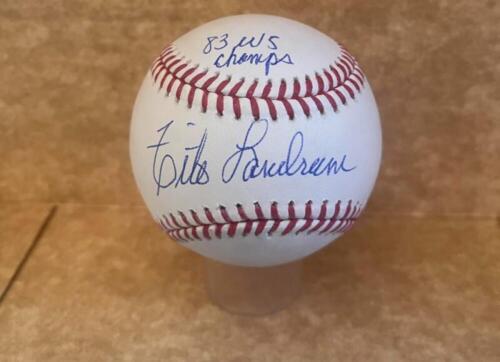 83 WS
champs
Tito Landrum